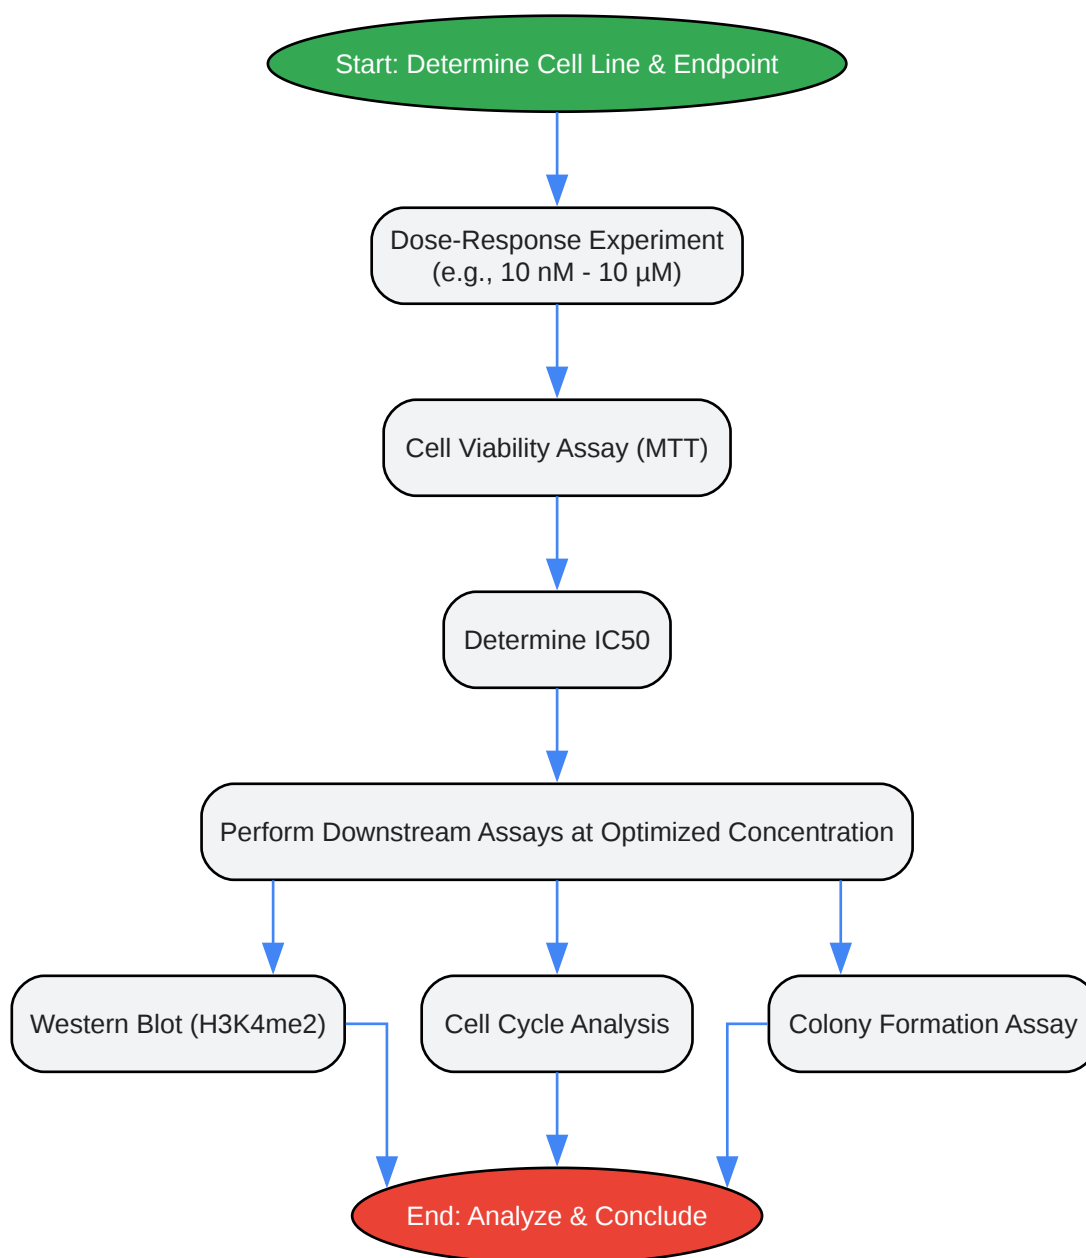 Start: Determine Cell Line & Endpoint
Dose-Response Experiment
(e.g., 10 nM - 10 µM)
Cell Viability Assay (MTT)
Determine IC50
Perform Downstream Assays at Optimized Concentration
Western Blot (H3K4me2)
Cell Cycle Analysis
Colony Formation Assay
End: Analyze & Conclude